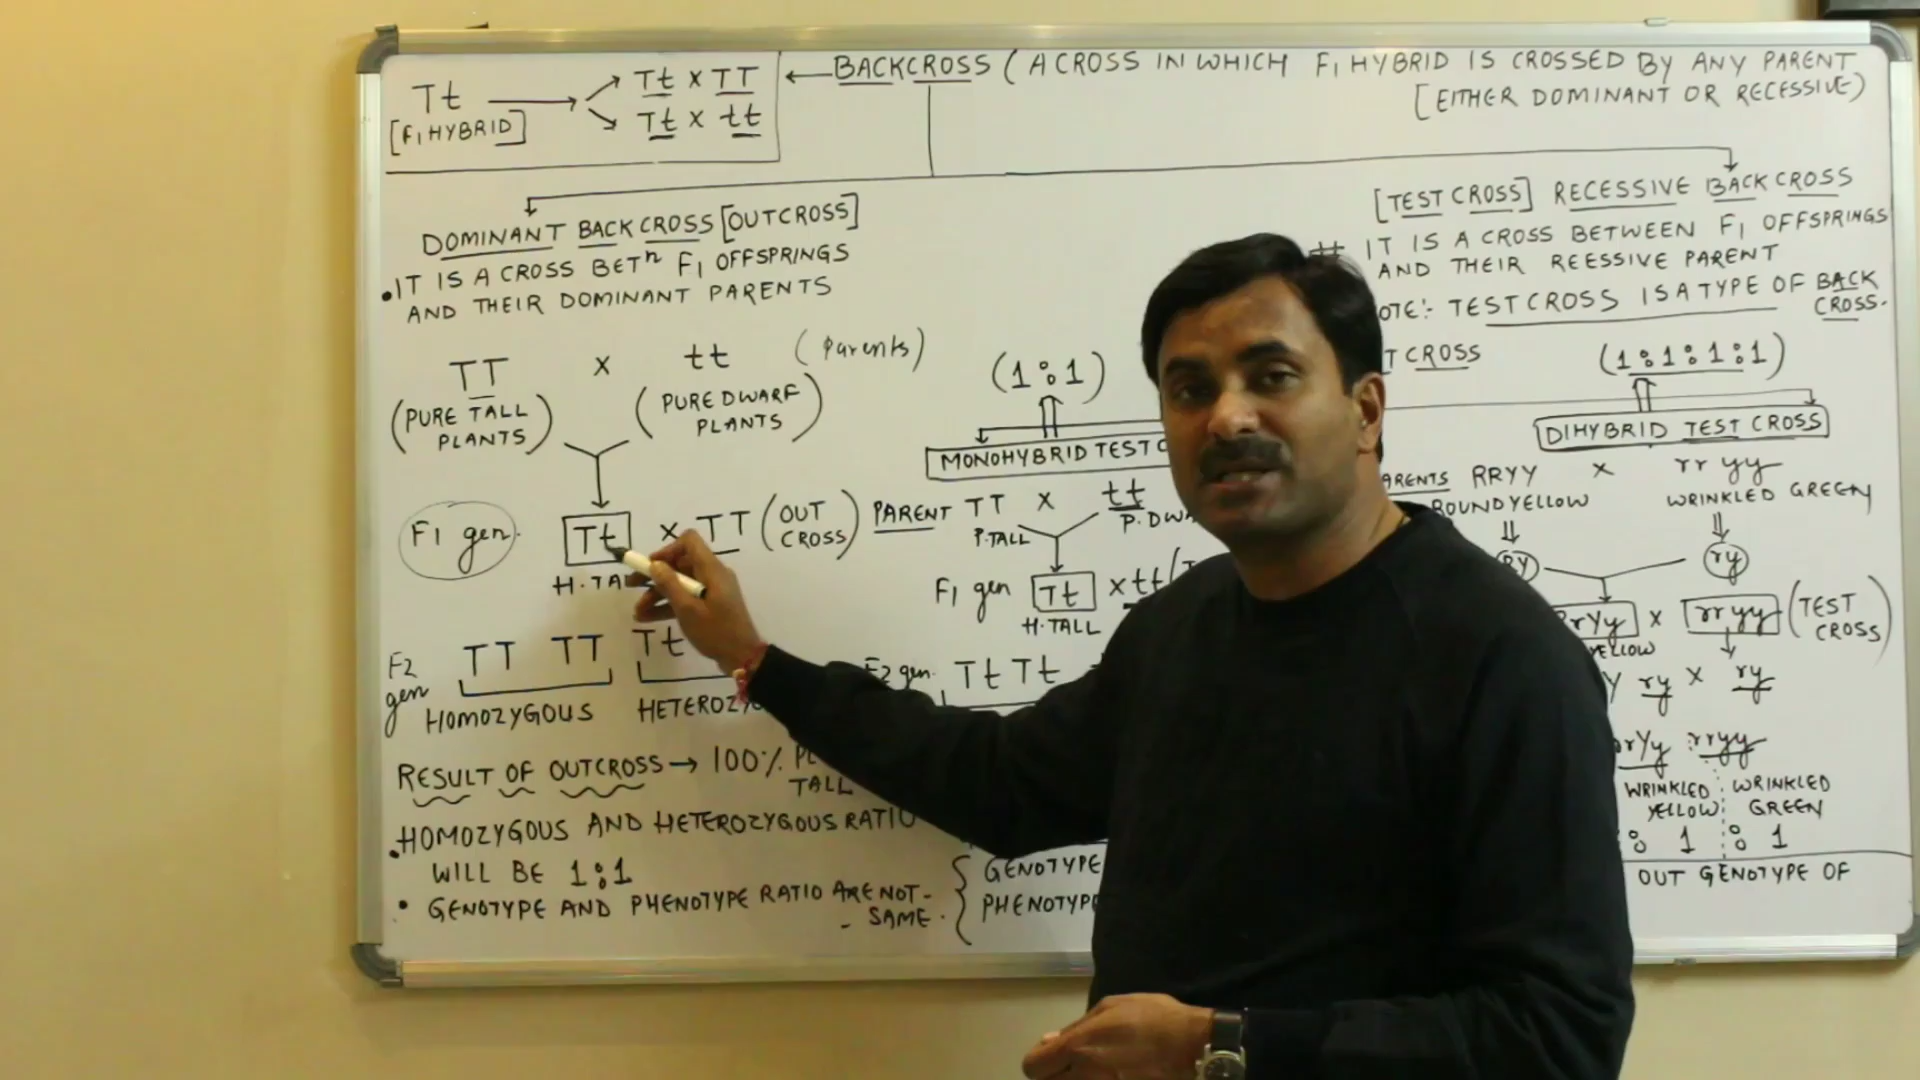 Tt
[F1 HYBRID]
Tt X TT
Tt X tt
BACKCROSS (A CROSS IN WHICH F1 HYBRID IS CROSSED BY ANY PARENT
[EITHER DOMINANT OR RECESSIVE)
DOMINANT BACK CROSS [OUTCROSS]
•IT IS A CROSS BETn F1 OFFSPRINGS
AND THEIR DOMINANT PARENTS
TT X tt (Parents)
(PURE TALL
PLANTS)
(PURE DWARF
PLANTS)
F1 gen.
Tt X TT (OUT
CROSS)
F2
gen
TT TT Tt
HOMOZYGOUS
RESULT OF OUTCROSS → 100%
TALL
•HOMOZYGOUS AND HETEROZYGOUS RATIO
WILL BE 1:1
• GENOTYPE AND PHENOTYPE RATIO ARE NOT-
- SAME.
(1:1)
MONOHYBRID TEST
PARENT TT X tt
P.TALL
F1 gen Tt X tt
H.TALL
F2 gen. Tt Tt
GENOTYPE
[TEST CROSS] RECESSIVE BACK CROSS
IT IS A CROSS BETWEEN F1 OFFSPRINGS
AND THEIR REESSIVE PARENT
TESTCROSS IS A TYPE OF BACK
CROSS.
CROSS
(1:1:1:1)
DIHYBRID TEST CROSS
RRYY X rr yy
WRINKLED GREEN
ry
X rryy (TEST
CROSS)
ry X ry
rryy
WRINKLED
YELLOW
WRINKLED
GREEN
: 1 : 1
OUT GENOTYPE OF